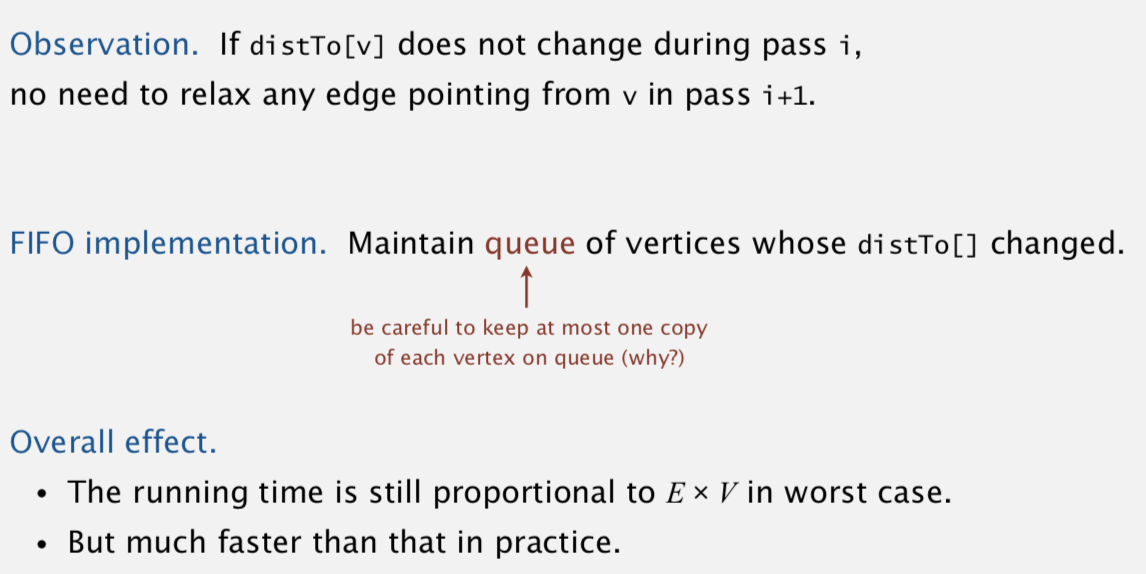 Observation. If distTo[v] does not change during pass i,
no need to relax any edge pointing from v in pass i+1.
FIFO implementation. Maintain queue of vertices whose distTo[] changed.
be careful to keep at most one copy
of each vertex on queue (why?)
Overall effect.
• The running time is still proportional to E × V in worst case.
• But much faster than that in practice.